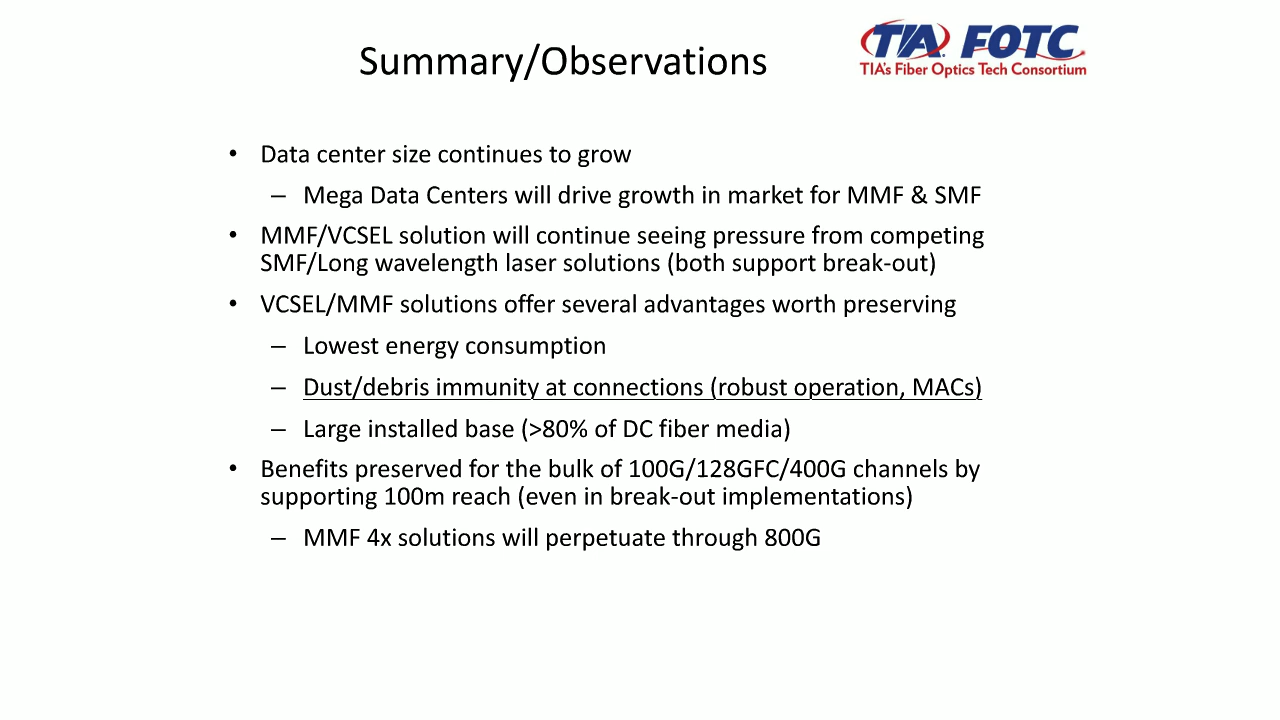 Summary/Observations
TIA FOTC
TIA's Fiber Optics Tech Consortium
• Data center size continues to grow
– Mega Data Centers will drive growth in market for MMF & SMF
• MMF/VCSEL solution will continue seeing pressure from competing
SMF/Long wavelength laser solutions (both support break-out)
• VCSEL/MMF solutions offer several advantages worth preserving
– Lowest energy consumption
– Dust/debris immunity at connections (robust operation, MACs)
– Large installed base (>80% of DC fiber media)
• Benefits preserved for the bulk of 100G/128GFC/400G channels by
supporting 100m reach (even in break-out implementations)
– MMF 4x solutions will perpetuate through 800G